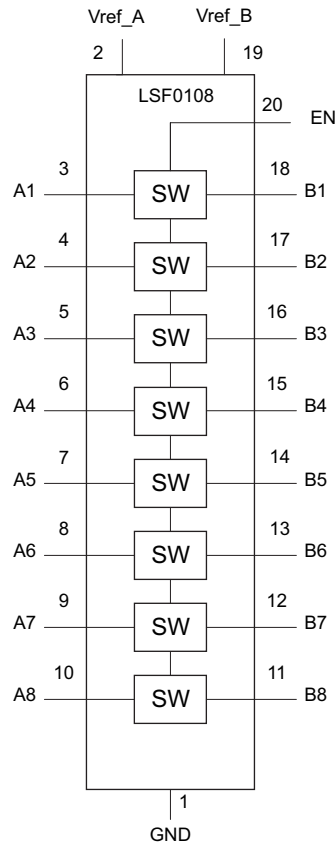 Vref_A Vref_B
2 19
LSF0108
20 EN
3 18
A1 SW B1
4 17
A2 SW B2
5 16
A3 SW B3
6 15
A4 SW B4
7 14
A5 SW B5
8 13
A6 SW B6
9 12
A7 SW B7
10 11
A8 SW B8
1
GND